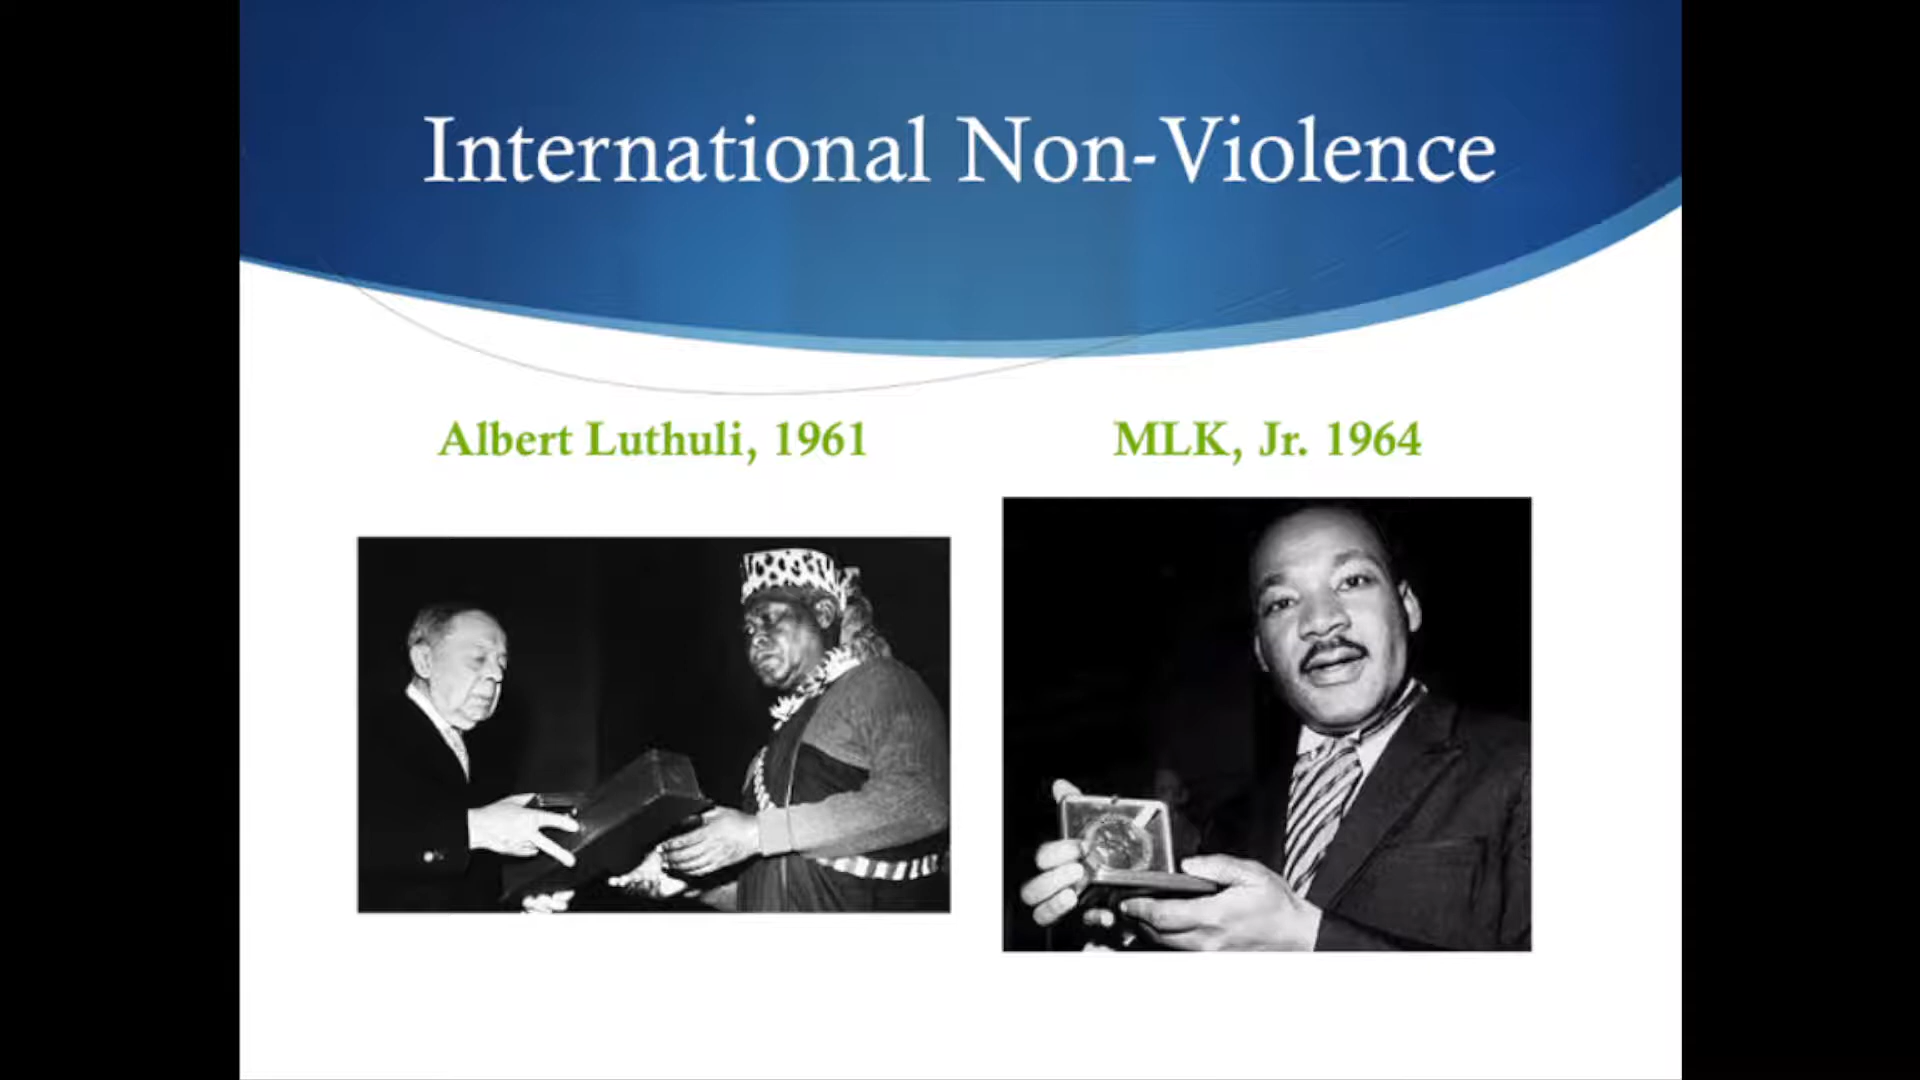 International Non-Violence
Albert Luthuli, 1961
MLK, Jr. 1964